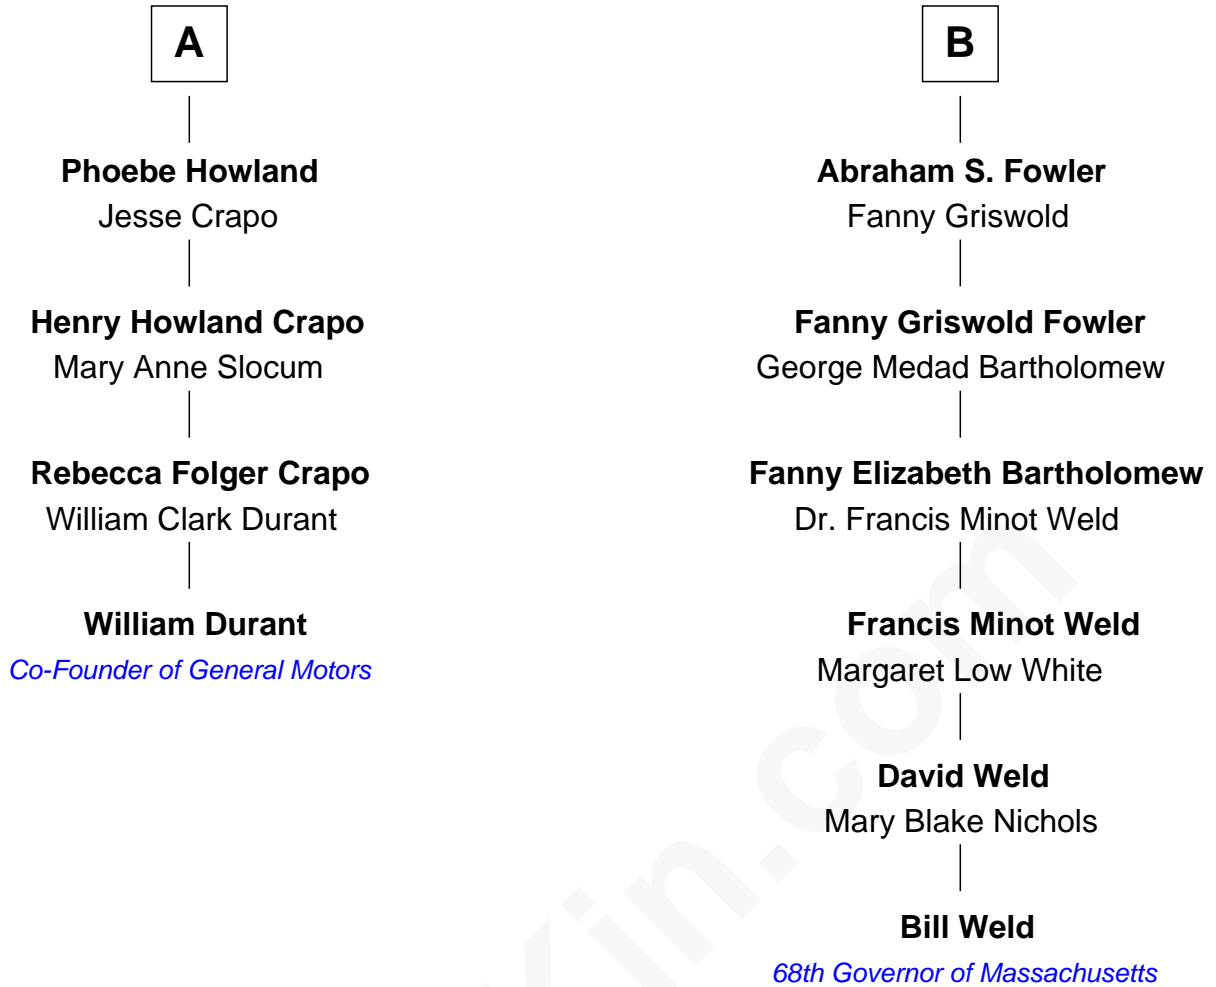 A
Phoebe Howland
Jesse Crapo
Henry Howland Crapo
Mary Anne Slocum
Rebecca Folger Crapo
William Clark Durant
William Durant
Co-Founder of General Motors
B
Abraham S. Fowler
Fanny Griswold
Fanny Griswold Fowler
George Medad Bartholomew
Fanny Elizabeth Bartholomew
Dr. Francis Minot Weld
Francis Minot Weld
Margaret Low White
David Weld
Mary Blake Nichols
Bill Weld
68th Governor of Massachusetts
Kin.com